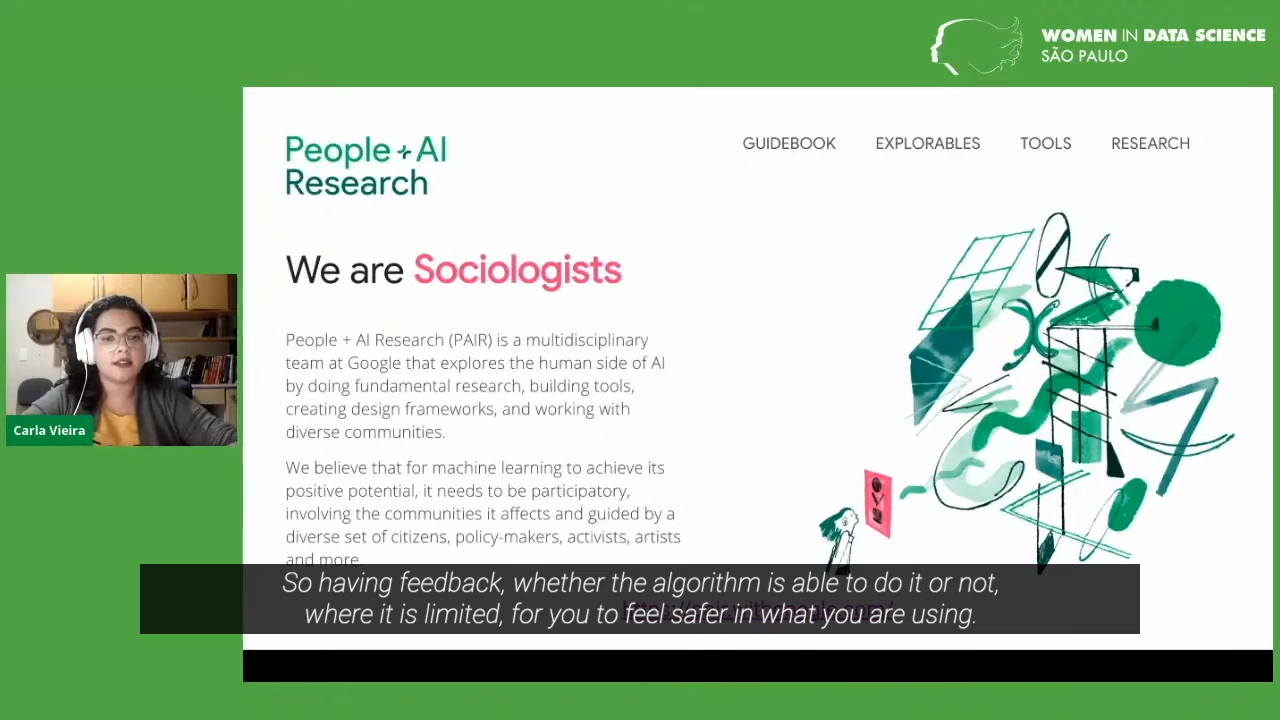 WOMEN IN DATA SCIENCE
SÃO PAULO
People + AI
Research
GUIDEBOOK EXPLORABLES TOOLS RESEARCH
We are Sociologists
People + AI Research (PAIR) is a multidisciplinary
team at Google that explores the human side of AI
by doing fundamental research, building tools,
creating design frameworks, and working with
diverse communities.
We believe that for machine learning to achieve its
positive potential, it needs to be participatory,
involving the communities it affects and guided by a
diverse set of citizens, policy-makers, activists, artists
and more.
Carla Vieira
So having feedback, whether the algorithm is able to do it or not,
where it is limited, for you to feel safer in what you are using.